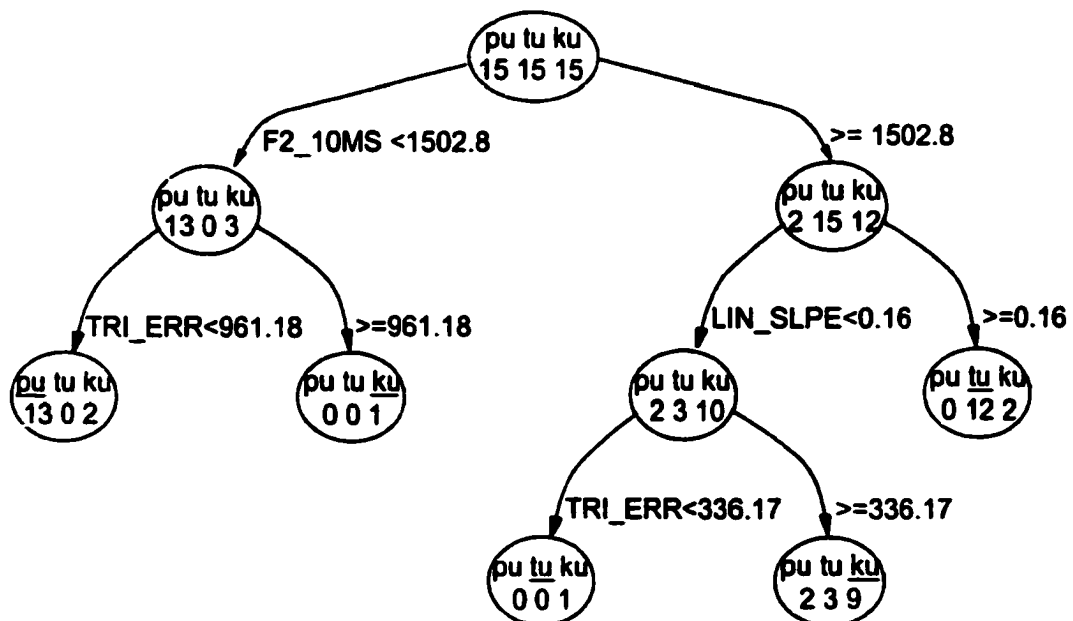 pu tu ku
15 15 15
F2_10MS <1502.8
>= 1502.8
pu tu ku
13 0 3
pu tu ku
2 15 12
TRI_ERR<961.18
>=961.18
LIN_SLPE<0.16
>=0.16
pu tu ku
13 0 2
pu tu ku
0 0 1
pu tu ku
2 3 10
pu tu ku
0 12 2
TRI_ERR<336.17
>=336.17
pu tu ku
0 0 1
pu tu ku
2 3 9